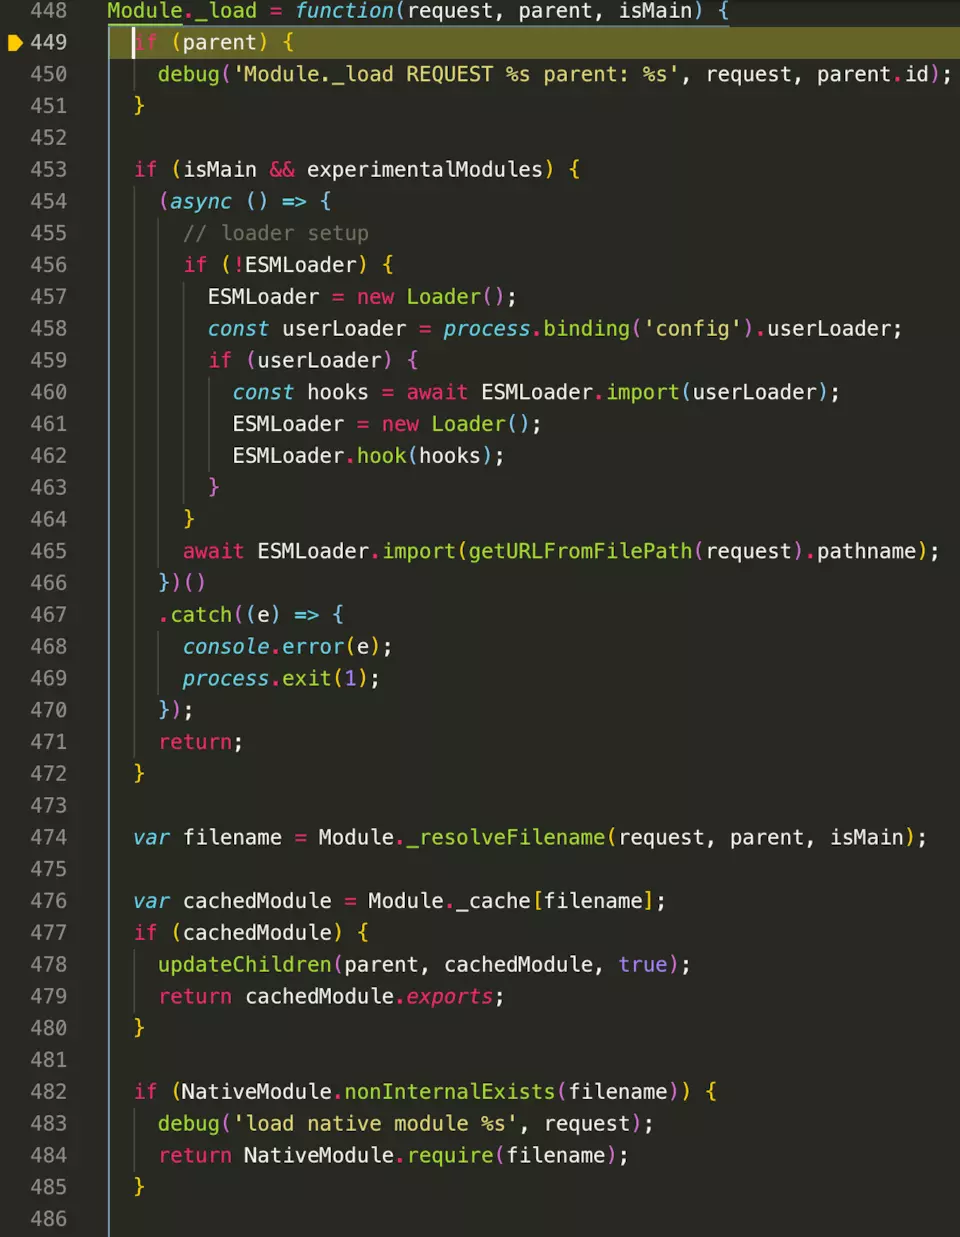 448 Module._load = function(request, parent, isMain) {
449 if (parent) {
450 debug('Module._load REQUEST %s parent: %s', request, parent.id);
451 }
452
453 if (isMain && experimentalModules) {
454 (async () => {
455 // loader setup
456 if (!ESMLoader) {
457 ESMLoader = new Loader();
458 const userLoader = process.binding('config').userLoader;
459 if (userLoader) {
460 const hooks = await ESMLoader.import(userLoader);
461 ESMLoader = new Loader();
462 ESMLoader.hook(hooks);
463 }
464 }
465 await ESMLoader.import(getURLFromFilePath(request).pathname);
466 })()
467 .catch((e) => {
468 console.error(e);
469 process.exit(1);
470 });
471 return;
472 }
473
474 var filename = Module._resolveFilename(request, parent, isMain);
475
476 var cachedModule = Module._cache[filename];
477 if (cachedModule) {
478 updateChildren(parent, cachedModule, true);
479 return cachedModule.exports;
480 }
481
482 if (NativeModule.nonInternalExists(filename)) {
483 debug('load native module %s', request);
484 return NativeModule.require(filename);
485 }
486